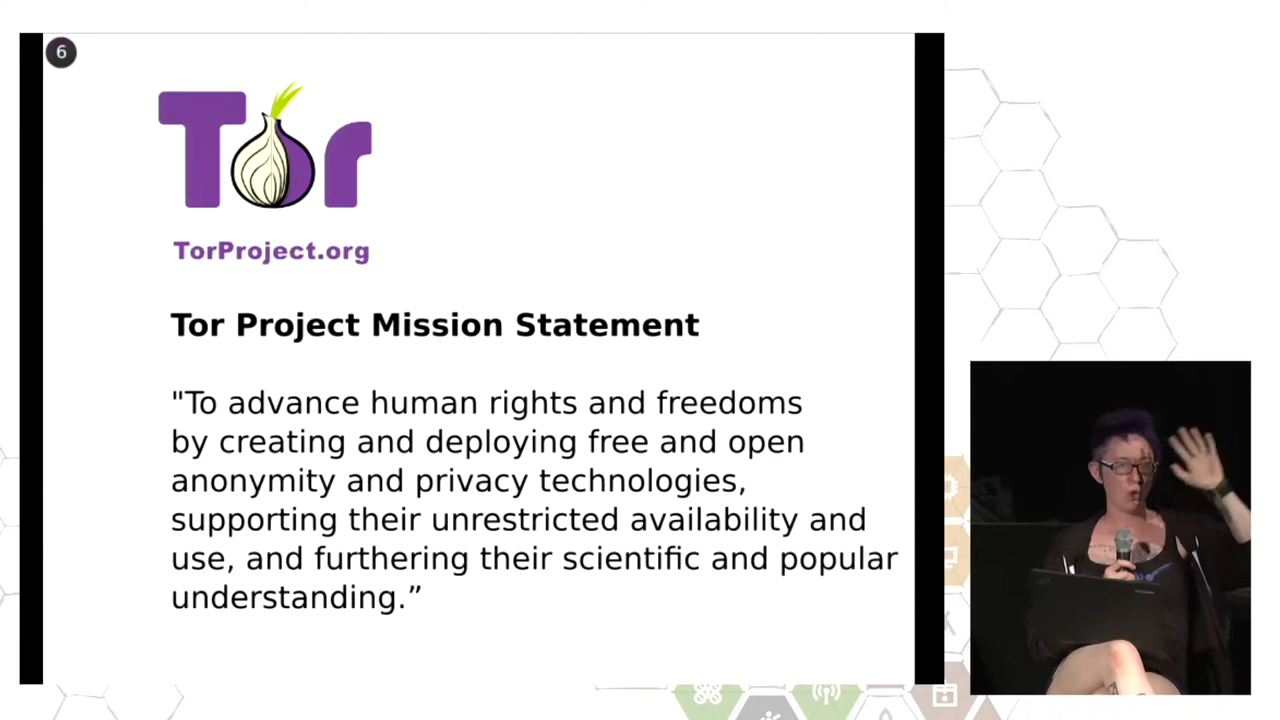 6
Tor
TorProject.org
Tor Project Mission Statement
"To advance human rights and freedoms
by creating and deploying free and open
anonymity and privacy technologies,
supporting their unrestricted availability and
use, and furthering their scientific and popular
understanding.”